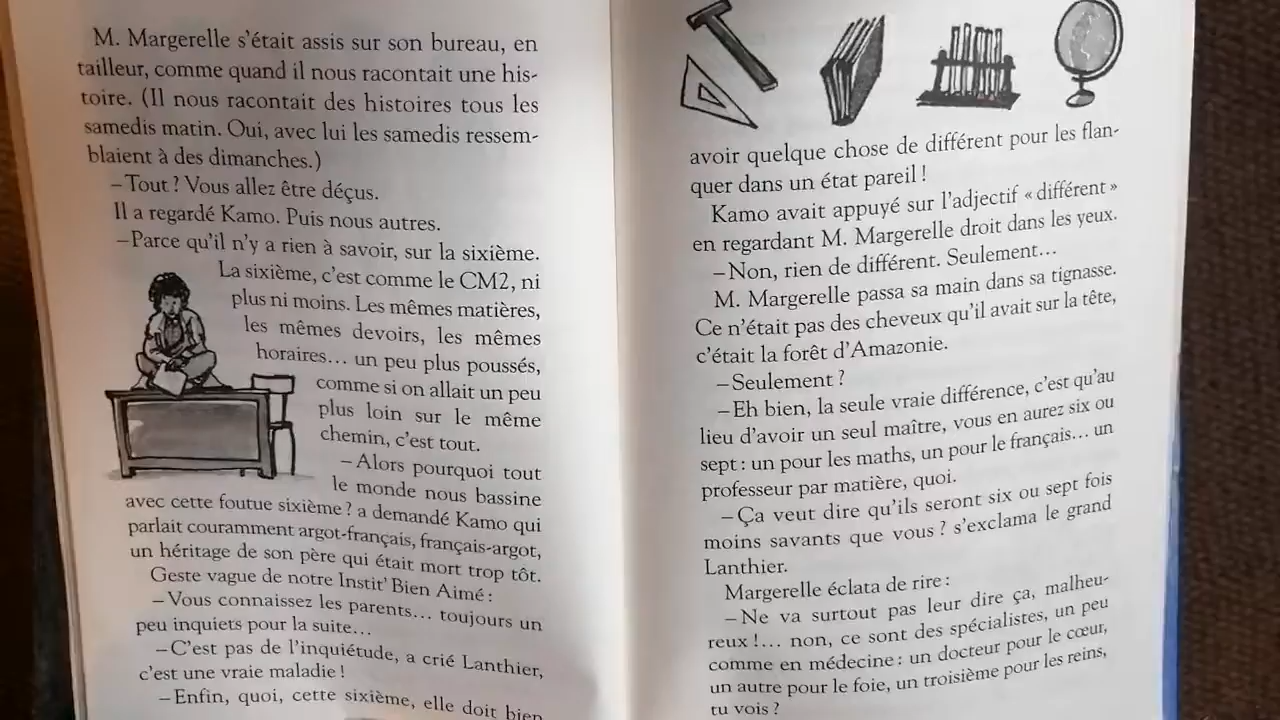 M. Margerelle s'était assis sur son bureau, en
tailleur, comme quand il nous racontait une his-
toire. (Il nous racontait des histoires tous les
samedis matin. Oui, avec lui les samedis ressem-
blaient à des dimanches.)
– Tout ? Vous allez être déçus.
Il a regardé Kamo. Puis nous autres.
– Parce qu'il n'y a rien à savoir, sur la sixième.
La sixième, c'est comme le CM2, ni
plus ni moins. Les mêmes matières,
les mêmes devoirs, les mêmes
horaires... un peu plus poussés,
comme si on allait un peu
plus loin sur le même
chemin, c'est tout.
– Alors pourquoi tout
le monde nous bassine
avec cette foutue sixième ? a demandé Kamo qui
parlait couramment argot-français, français-argot,
un héritage de son père qui était mort trop tôt.
Geste vague de notre Instit' Bien Aimé :
– Vous connaissez les parents... toujours un
peu inquiets pour la suite...
– C'est pas de l'inquiétude, a crié Lanthier,
c'est une vraie maladie !
– Enfin, quoi, cette sixième, elle doit bien
avoir quelque chose de différent pour les flan-
quer dans un état pareil !
Kamo avait appuyé sur l'adjectif « différent »
en regardant M. Margerelle droit dans les yeux.
– Non, rien de différent. Seulement...
M. Margerelle passa sa main dans sa tignasse.
Ce n'était pas des cheveux qu'il avait sur la tête,
c'était la forêt d'Amazonie.
– Seulement ?
– Eh bien, la seule vraie différence, c'est qu'au
lieu d'avoir un seul maître, vous en aurez six ou
sept : un pour les maths, un pour le français... un
professeur par matière, quoi.
– Ça veut dire qu'ils seront six ou sept fois
moins savants que vous ? s'exclama le grand
Lanthier.
Margerelle éclata de rire :
– Ne va surtout pas leur dire ça, malheu-
reux !... non, ce sont des spécialistes, un peu
comme en médecine : un docteur pour le cœur,
un autre pour le foie, un troisième pour les reins,
tu vois ?